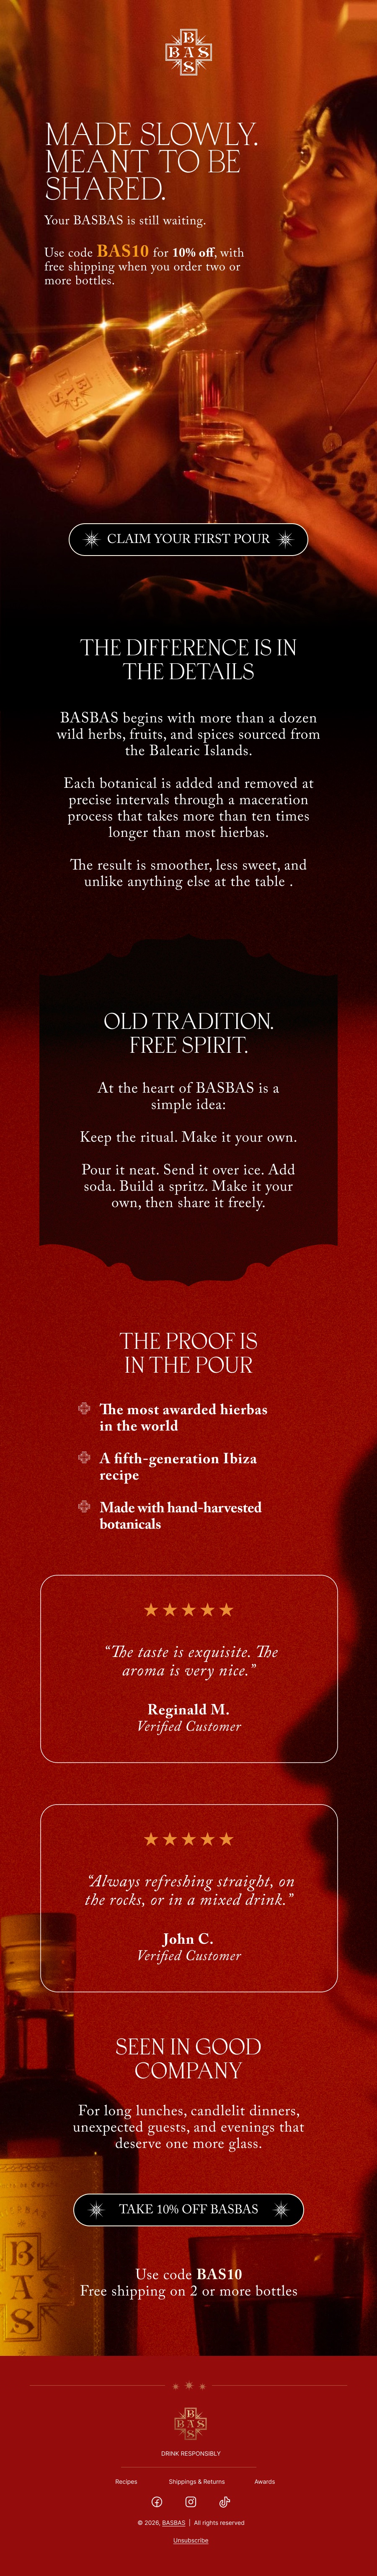 B
BAS
S
MADE SLOWLY.
MEANT TO BE
SHARED.
Your BASBAS is still waiting.
Use code BAS10 for 10% off, with
free shipping when you order two or
more bottles.
B
BAS
S
CLAIM YOUR FIRST POUR
THE DIFFERENCE IS IN
THE DETAILS
BASBAS begins with more than a dozen
wild herbs, fruits, and spices sourced from
the Balearic Islands.
Each botanical is added and removed at
precise intervals through a maceration
process that takes more than ten times
longer than most hierbas.
The result is smoother, less sweet, and
unlike anything else at the table .
OLD TRADITION.
FREE SPIRIT.
At the heart of BASBAS is a
simple idea:
Keep the ritual. Make it your own.
Pour it neat. Send it over ice. Add
soda. Build a spritz. Make it your
own, then share it freely.
THE PROOF IS
IN THE POUR
The most awarded hierbas
in the world
A fifth-generation Ibiza
recipe
Made with hand-harvested
botanicals
“The taste is exquisite. The
aroma is very nice.”
Reginald M.
Verified Customer
“Always refreshing straight, on
the rocks, or in a mixed drink.”
John C.
Verified Customer
SEEN IN GOOD
COMPANY
For long lunches, candlelit dinners,
unexpected guests, and evenings that
deserve one more glass.
TAKE 10% OFF BASBAS
B
BAS
S
Use code BAS10
Free shipping on 2 or more bottles
B
BAS
S
DRINK RESPONSIBLY
Recipes
Shippings & Returns
Awards
© 2026, BASBAS | All rights reserved
Unsubscribe